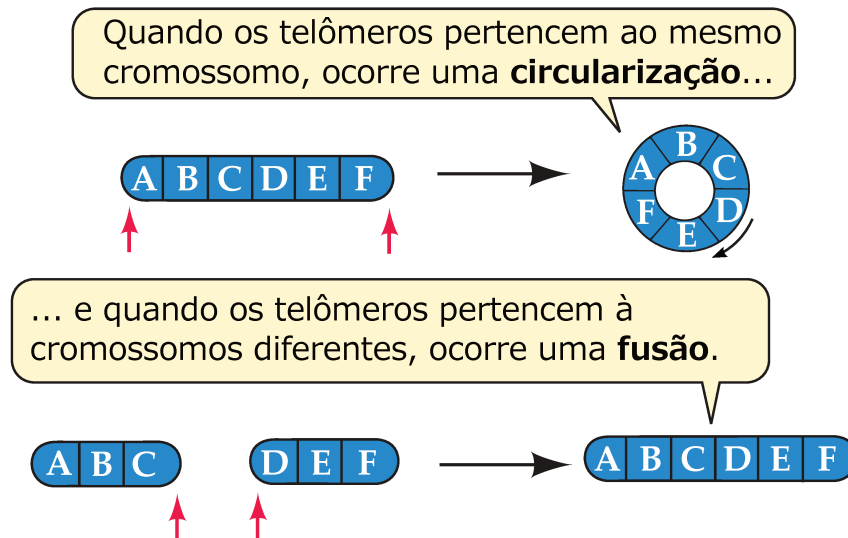 Quando os telômeros pertencem ao mesmo
cromossomo, ocorre uma circularização...
A B C D E F
A B C D E F
... e quando os telômeros pertencem à
cromossomos diferentes, ocorre uma fusão.
A B C D E F A B C D E F